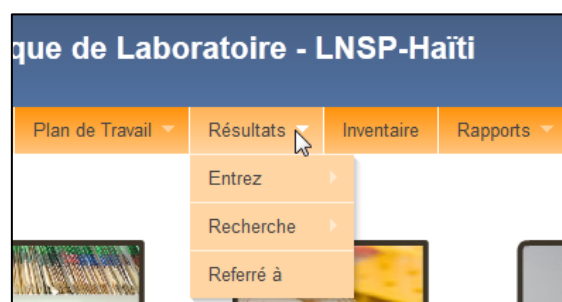 que de Laboratoire - LNSP-Haïti
Plan de Travail Résultats Inventaire Rapports
Entrez
Recherche
Referré à